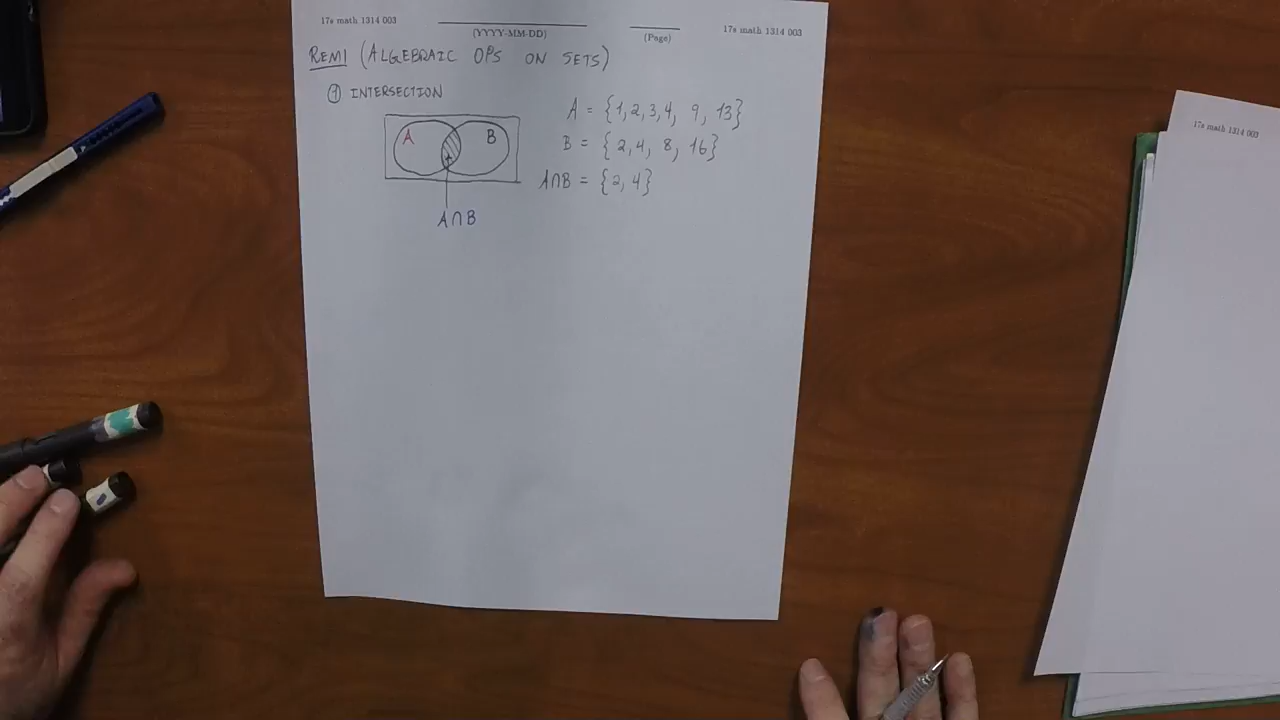 17s math 1314 003
(YYYY-MM-DD)
(Page)
17s math 1314 003
REM1 (ALGEBRAIC OPS ON SETS)
① INTERSECTION
A = {1,2,3,4, 9, 13}
A B
B = {2,4, 8, 16}
A∩B = {2,4}
A∩B
17s math 1314 003